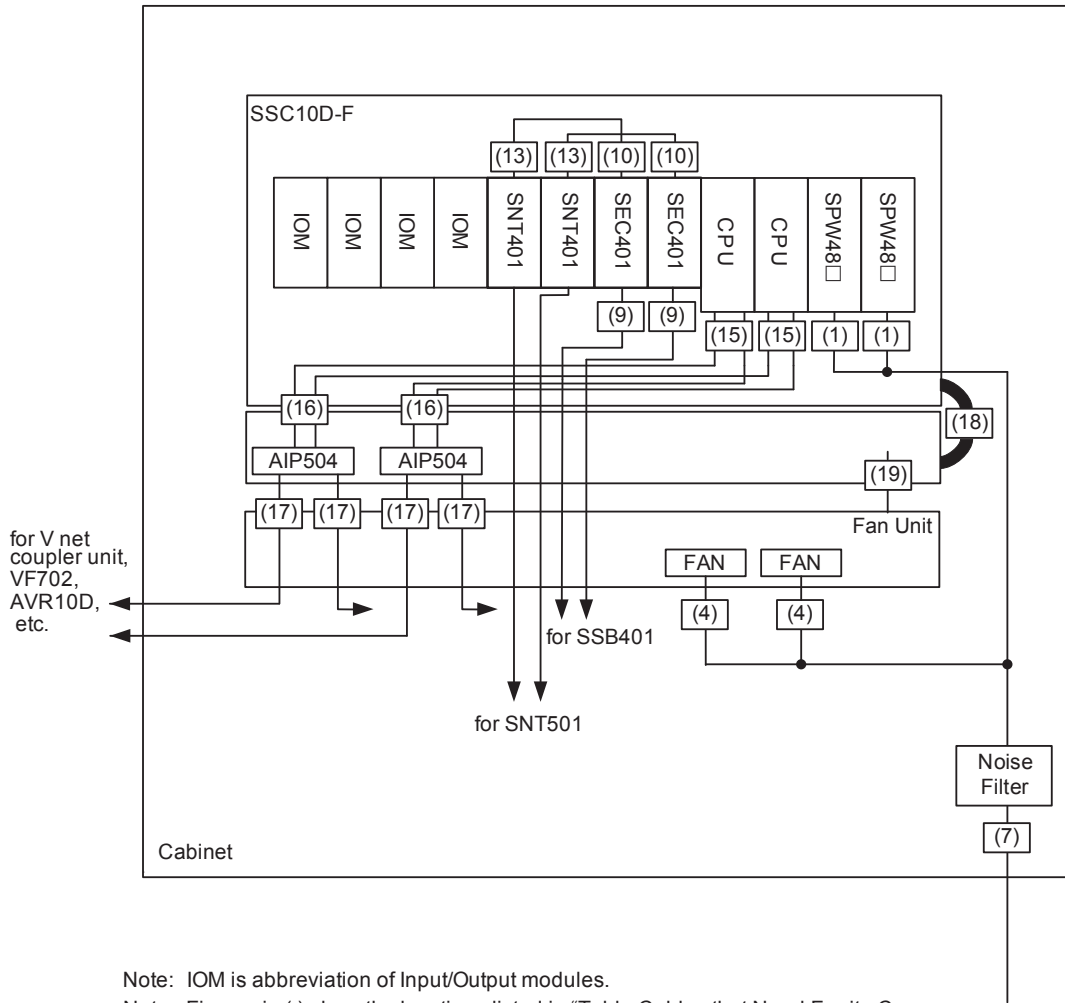 SSC10D-F
(13) (13) (10) (10)
IOM IOM IOM IOM SNT401 SNT401 SEC401 SEC401 CPU CPU SPW48□ SPW48□
(9) (9) (15) (15) (1) (1)
(16) (16)
(18)
AIP504 AIP504
(19)
(17) (17) (17) (17)
Fan Unit
for V net
coupler unit,
VF702,
AVR10D,
etc.
FAN FAN
(4) (4)
for SSB401
for SNT501
Noise
Filter
(7)
Cabinet
Note: IOM is abbreviation of Input/Output modules.